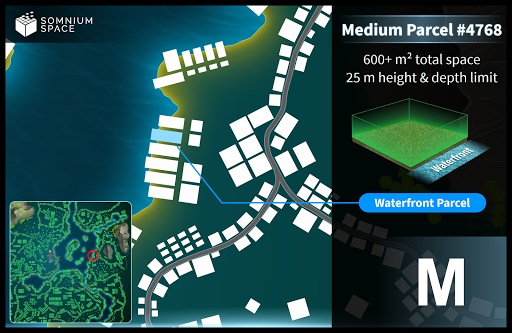 SOMNIUM
SPACE
Medium Parcel #4768
600+ m² total space
25 m height & depth limit
Waterfront
Waterfront Parcel
M